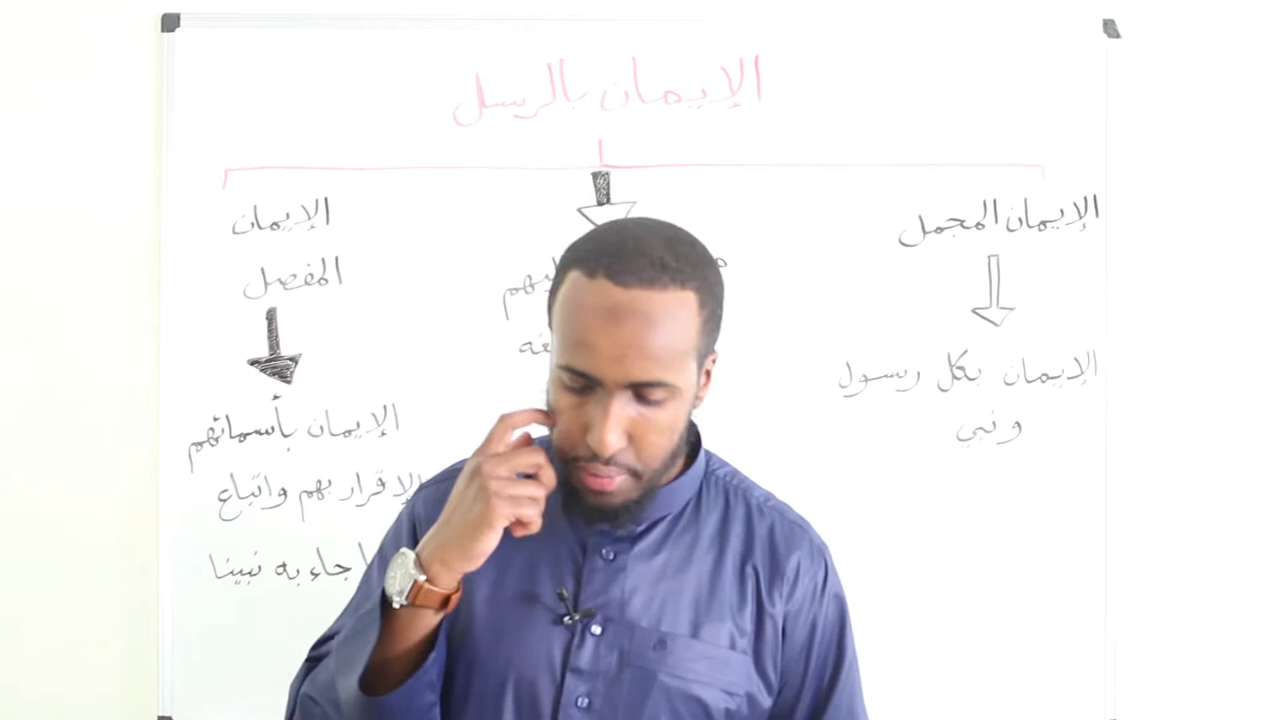 الإيمان بالرسل
الإيمان المجمل
الإيمان بكل رسول
ونبي
الإيمان
المفصل
الإيمان بأسمائهم
الإقرار بهم واتباع
جاء به نبينا